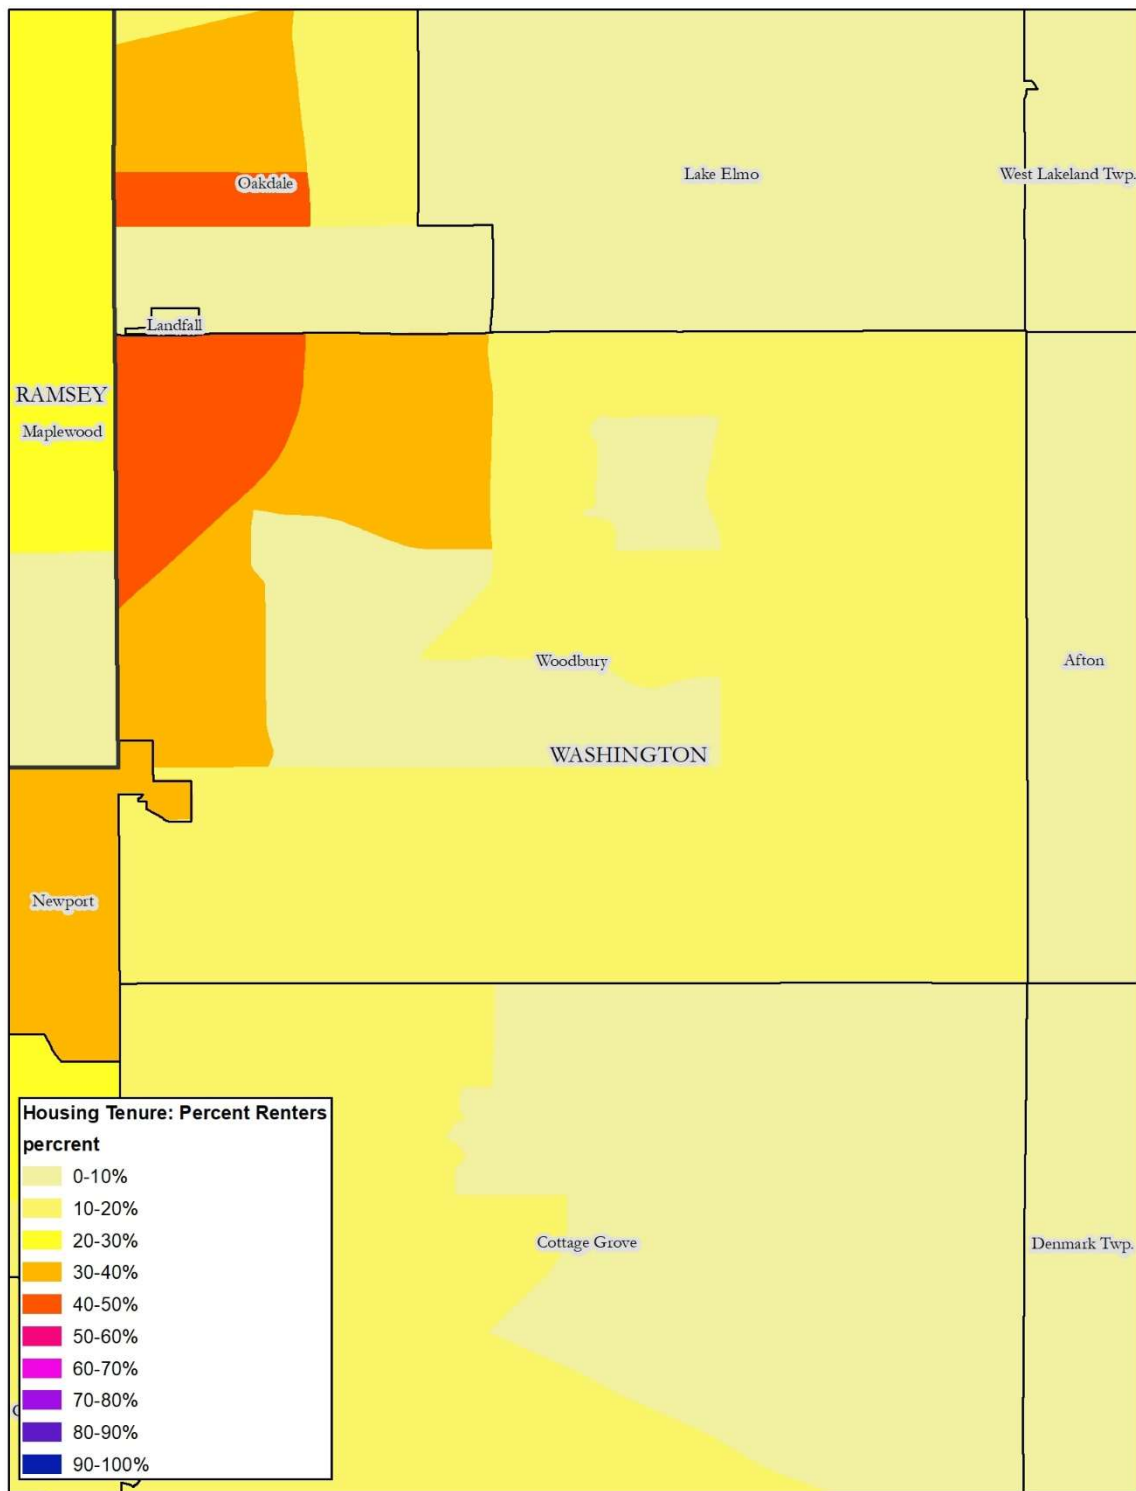 Oakdale
Lake Elmo
West Lakeland Twp.
Landfall
RAMSEY
Maplewood
Woodbury
Afton
WASHINGTON
Newport
Cottage Grove
Denmark Twp.
Housing Tenure: Percent Renters
percrent
0-10%
10-20%
20-30%
30-40%
40-50%
50-60%
60-70%
70-80%
80-90%
90-100%